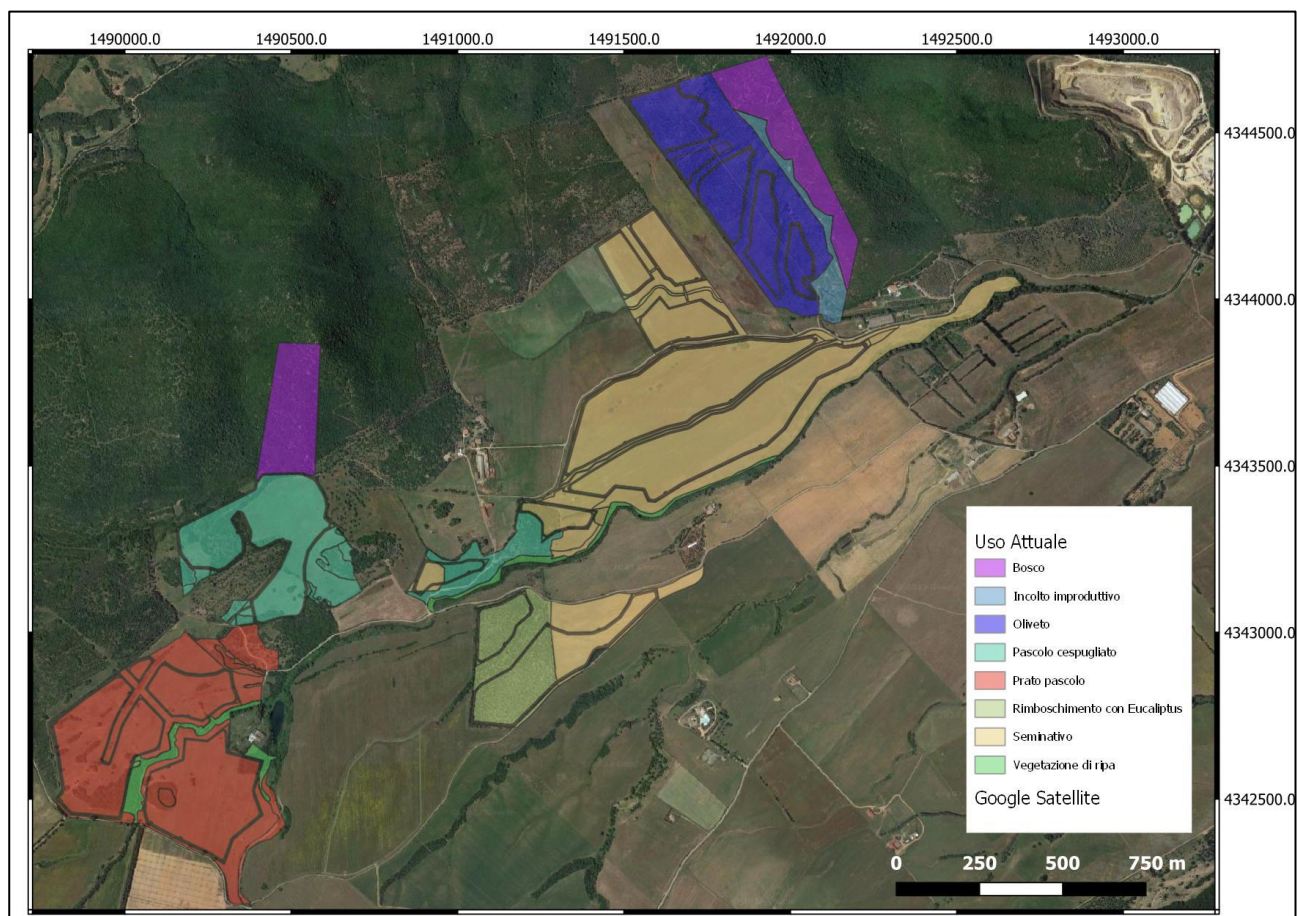 1490000.0 1490500.0 1491000.0 1491500.0 1492000.0 1492500.0 1493000.0
4344500.0
4344000.0
4343500.0
4343000.0
4342500.0
Uso Attuale
Bosco
Incolto improduttivo
Oliveto
Pascolo cespugliato
Prato pascolo
Rimboschimento con Eucaliptus
Seminativo
Vegetazione di ripa
Google Satellite
0 250 500 750 m